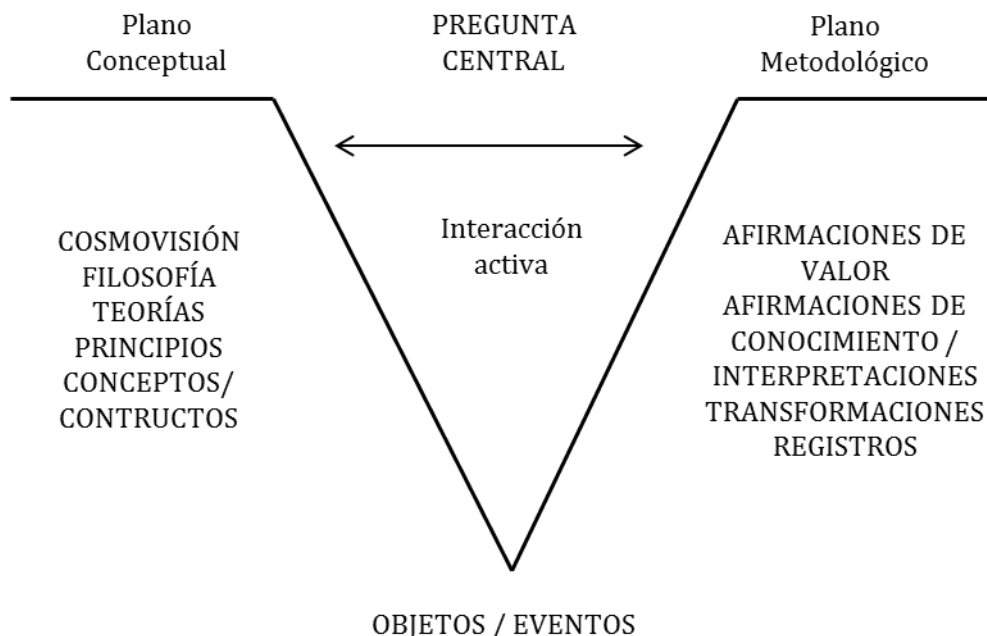 Plano
Conceptual
PREGUNTA
CENTRAL
Plano
Metodológico
Interacción
activa
COSMOVISIÓN
FILOSOFÍA
TEORÍAS
PRINCIPIOS
CONCEPTOS/
CONTRUCTOS
AFIRMACIONES DE
VALOR
AFIRMACIONES DE
CONOCIMIENTO /
INTERPRETACIONES
TRANSFORMACIONES
REGISTROS
OBJETOS / EVENTOS